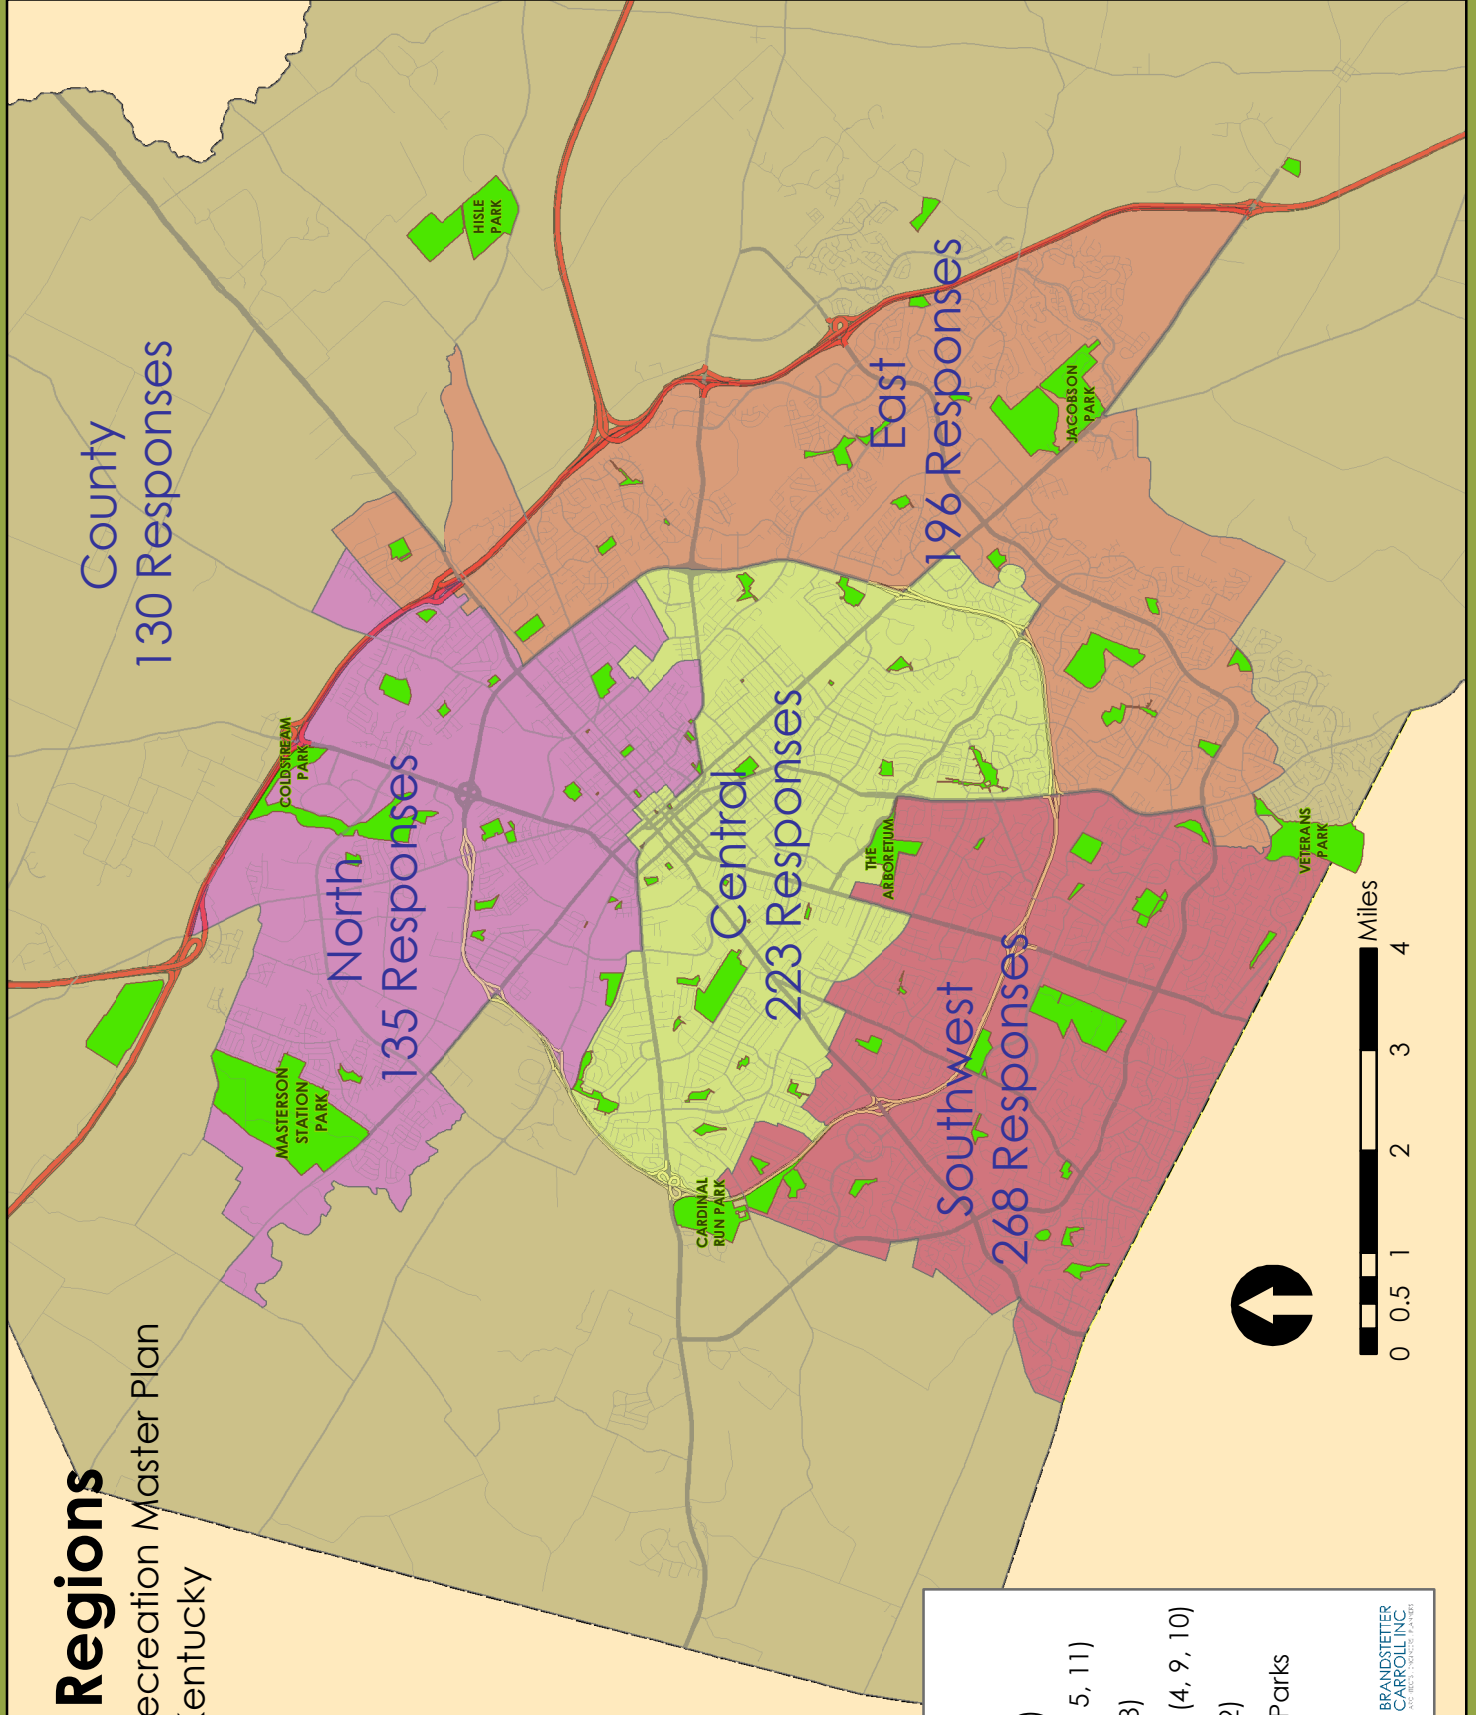 Regions
ecreation Master Plan
entucky
County
130 Responses
HISLE
PARK
COLDSTREAM
PARK
North
135 Responses
MASTERSON
STATION
PARK
East
196 Responses
JACOBSON
PARK
Central
223 Responses
THE
ARBORETUM
CARDINAL
RUN PARK
Southwest
268 Responses
VETERANS
PARK
0 0.5 1 2 3 4 Miles
)
5, 11)
3)
(4, 9, 10)
2)
Parks
BRANDSTETTER
CARROLL INC